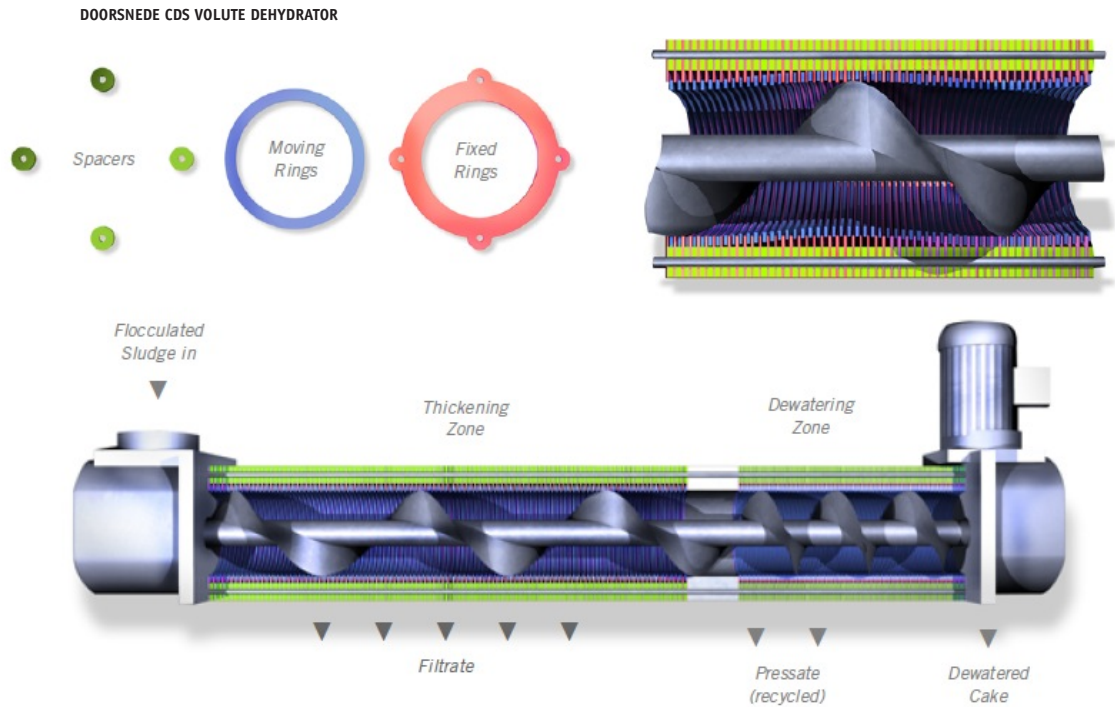 DOORSNEDE CDS VOLUTE DEHYDRATOR
Spacers
Moving
Rings
Fixed
Rings
Flocculated
Sludge in
Thickening
Zone
Dewatering
Zone
Filtrate
Pressate
(recycled)
Dewatered
Cake